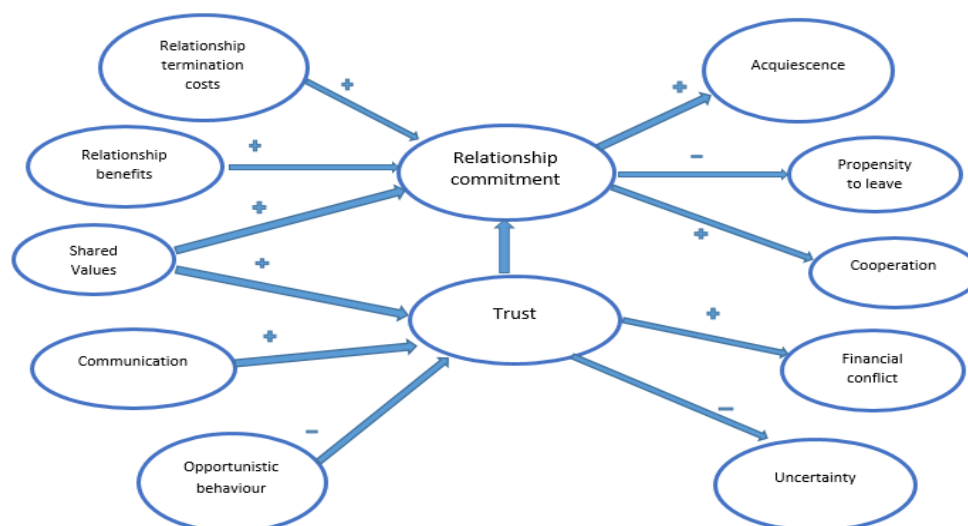 Relationship
termination
costs
+
Acquiescence
+
Relationship
benefits
+
Relationship
commitment
−
Propensity
to leave
Shared
Values
+
+
+
Cooperation
Trust
Communication
+
+
Financial
conflict
Opportunistic
behaviour
−
−
Uncertainty